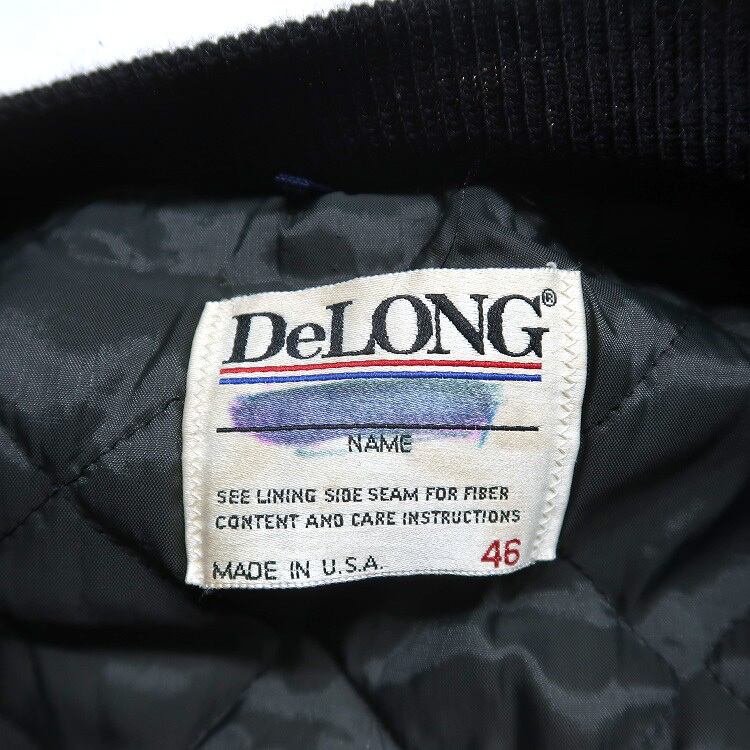 DeLONG®
NAME
SEE LINING SIDE SEAM FOR FIBER
CONTENT AND CARE INSTRUCTIONS
MADE IN U.S.A. 46